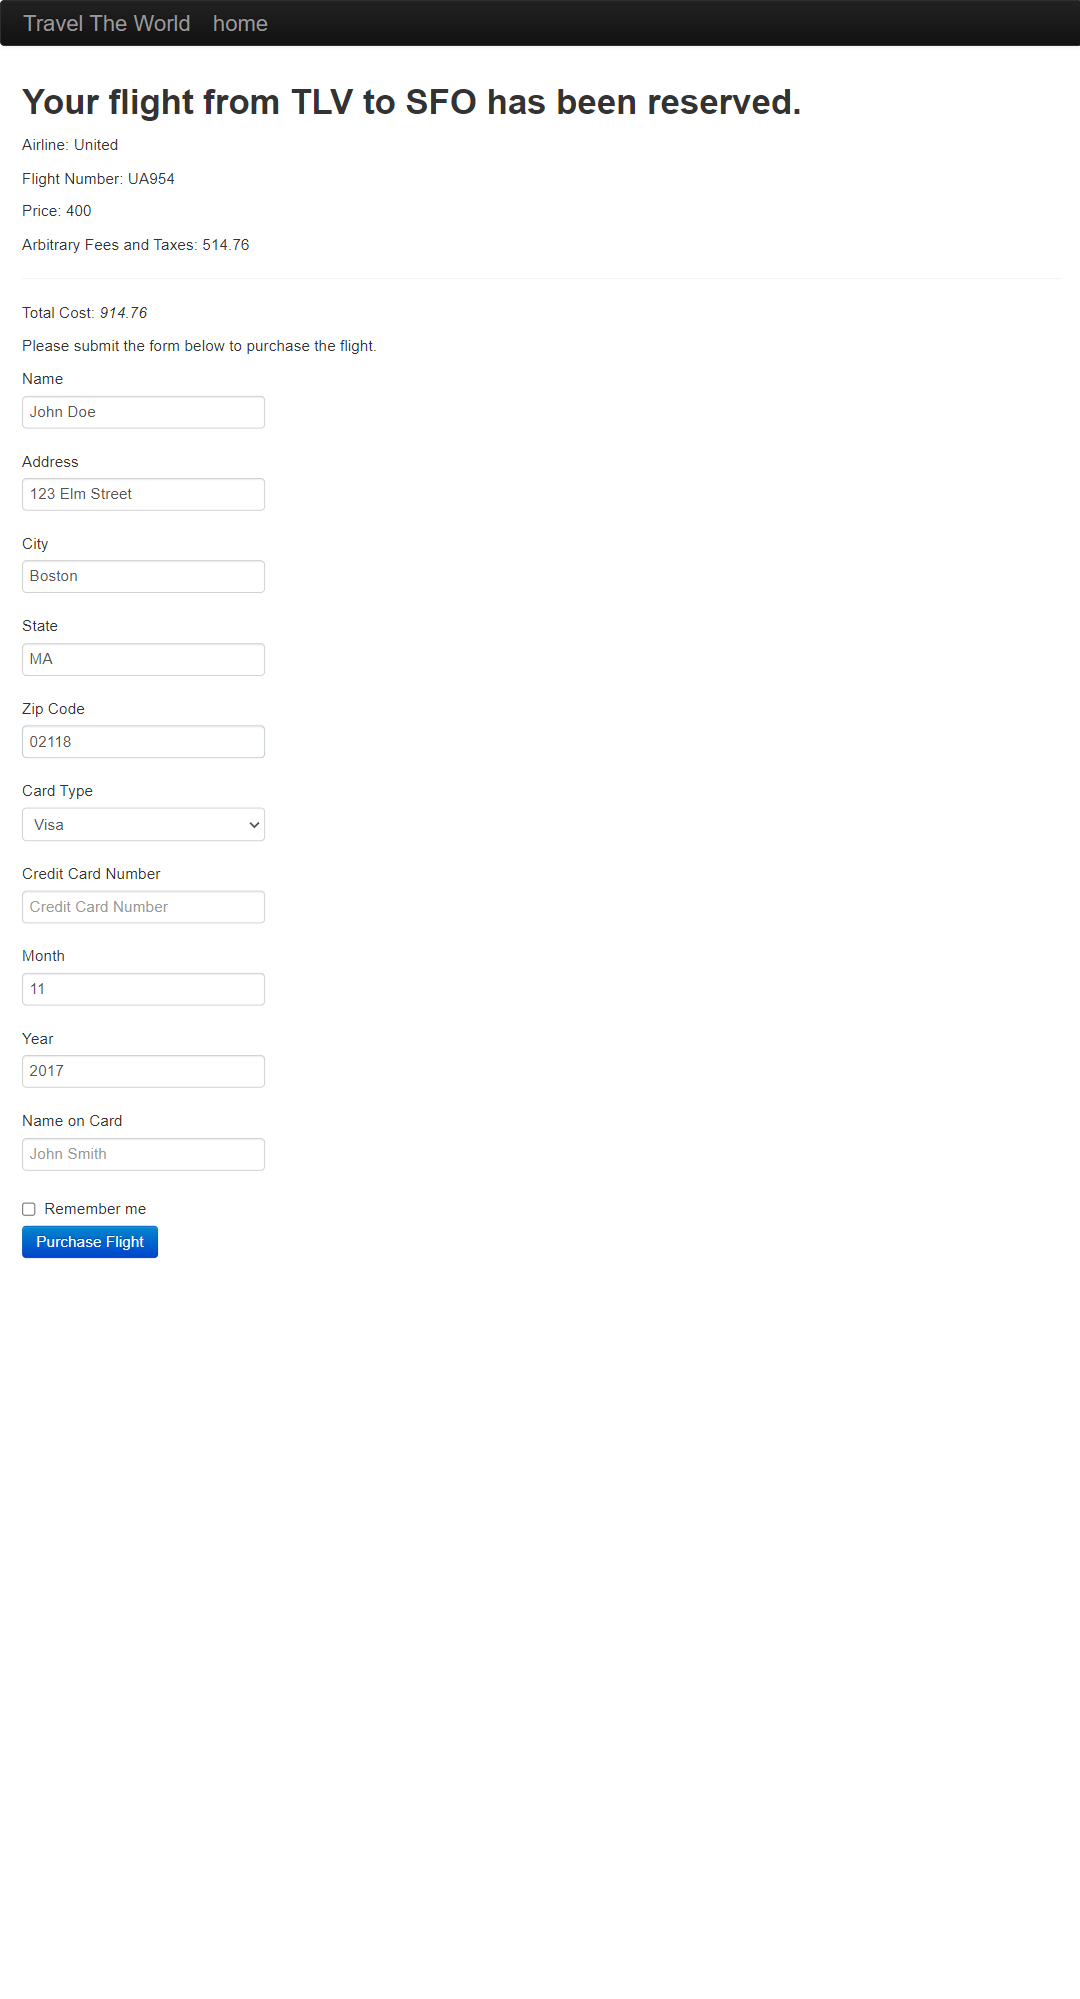 Travel The World home
Your flight from TLV to SFO has been reserved.
Airline: United
Flight Number: UA954
Price: 400
Arbitrary Fees and Taxes: 514.76
Total Cost: 914.76
Please submit the form below to purchase the flight.
Name
John Doe
Address
123 Elm Street
City
Boston
State
MA
Zip Code
02118
Card Type
Visa
Credit Card Number
Credit Card Number
Month
11
Year
2017
Name on Card
John Smith
Remember me
Purchase Flight